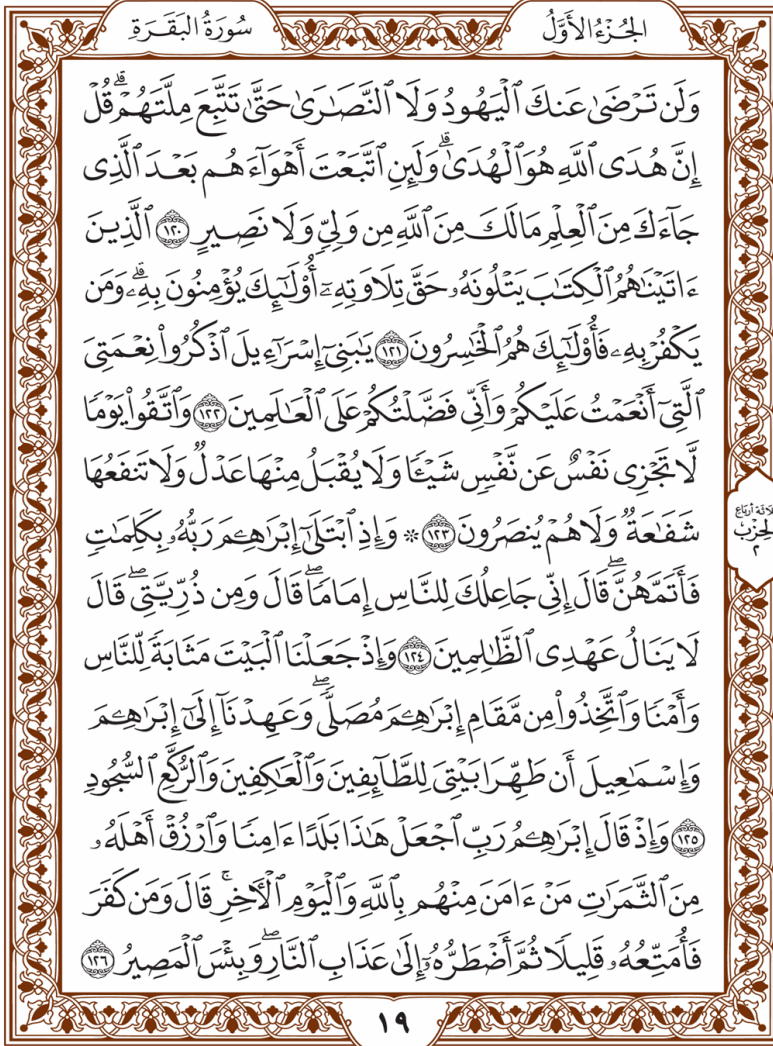 سُورَةُ البَقَرَةِ
الجُزْءُ الأَوَّلُ
وَلَن تَرْضَىٰ عَنكَ ٱلْيَهُودُ وَلَا ٱلنَّصَـٰرَىٰ حَتَّىٰ تَتَّبِعَ مِلَّتَهُمْۗ قُلْ
إِنَّ هُدَى ٱللَّهِ هُوَ ٱلْهُدَىٰۗ وَلَئِنِ ٱتَّبَعْتَ أَهْوَآءَهُم بَعْدَ ٱلَّذِى
جَآءَكَ مِنَ ٱلْعِلْمِ مَا لَكَ مِنَ ٱللَّهِ مِن وَلِىٍّ وَلَا نَصِيرٍ ١٢٠ ٱلَّذِينَ
ءَاتَيْنَـٰهُمُ ٱلْكِتَـٰبَ يَتْلُونَهُۥ حَقَّ تِلَاوَتِهِۦٓ أُو۟لَـٰٓئِكَ يُؤْمِنُونَ بِهِۦۗ وَمَن
يَكْفُرْ بِهِۦ فَأُو۟لَـٰٓئِكَ هُمُ ٱلْخَـٰسِرُونَ ١٢١ يَـٰبَنِىٓ إِسْرَٰٓءِيلَ ٱذْكُرُوا۟ نِعْمَتِىَ
ٱلَّتِىٓ أَنْعَمْتُ عَلَيْكُمْ وَأَنِّى فَضَّلْتُكُمْ عَلَى ٱلْعَـٰلَمِينَ ١٢٢ وَٱتَّقُوا۟ يَوْمًا
لَّا تَجْزِى نَفْسٌ عَن نَّفْسٍ شَيْـًٔا وَلَا يُقْبَلُ مِنْهَا عَدْلٌ وَلَا تَنفَعُهَا
شَفَـٰعَةٌ وَلَا هُمْ يُنصَرُونَ ١٢٣ ۞ وَإِذِ ٱبْتَلَىٰٓ إِبْرَٰهِـۧمَ رَبُّهُۥ بِكَلِمَـٰتٍ
فَأَتَمَّهُنَّۖ قَالَ إِنِّى جَاعِلُكَ لِلنَّاسِ إِمَامًاۖ قَالَ وَمِن ذُرِّيَّتِىۖ قَالَ
لَا يَنَالُ عَهْدِى ٱلظَّـٰلِمِينَ ١٢٤ وَإِذْ جَعَلْنَا ٱلْبَيْتَ مَثَابَةً لِّلنَّاسِ
وَأَمْنًا وَٱتَّخِذُوا۟ مِن مَّقَامِ إِبْرَٰهِـۧمَ مُصَلًّىۖ وَعَهِدْنَآ إِلَىٰٓ إِبْرَٰهِـۧمَ
وَإِسْمَـٰعِيلَ أَن طَهِّرَا بَيْتِىَ لِلطَّآئِفِينَ وَٱلْعَـٰكِفِينَ وَٱلرُّكَّعِ ٱلسُّجُودِ
١٢٥ وَإِذْ قَالَ إِبْرَٰهِـۧمُ رَبِّ ٱجْعَلْ هَـٰذَا بَلَدًا ءَامِنًا وَٱرْزُقْ أَهْلَهُۥ
مِنَ ٱلثَّمَرَٰتِ مَنْ ءَامَنَ مِنْهُم بِٱللَّهِ وَٱلْيَوْمِ ٱلْـَٔاخِرِۚ قَالَ وَمَن كَفَرَ
فَأُمَتِّعُهُۥ قَلِيلًا ثُمَّ أَضْطَرُّهُۥٓ إِلَىٰ عَذَابِ ٱلنَّارِۖ وَبِئْسَ ٱلْمَصِيرُ ١٢٦
أرباع
٢
١٩